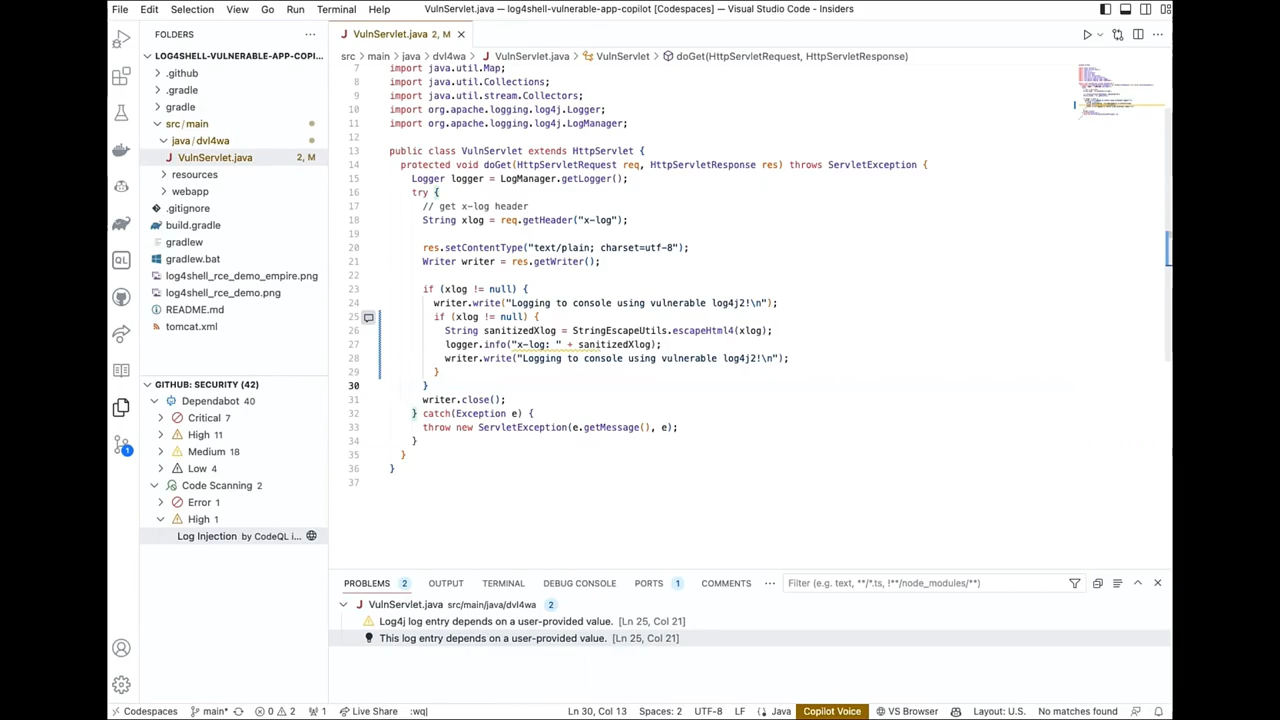 File Edit Selection View Go Run Terminal Help VulnServlet.java — log4shell-vulnerable-app-copilot [Codespaces] — Visual Studio Code - Insiders
FOLDERS
LOG4SHELL-VULNERABLE-APP-COPI...
.github
.gradle
gradle
src/main
java/dvl4wa
VulnServlet.java 2, M
resources
webapp
.gitignore
build.gradle
gradlew
gradlew.bat
log4shell_rce_demo_empire.png
log4shell_rce_demo.png
README.md
tomcat.xml
GITHUB: SECURITY (42)
Dependabot 40
Critical 7
High 11
Medium 18
Low 4
Code Scanning 2
Error 1
High 1
Log Injection by CodeQL i...
QL
1
VulnServlet.java 2, M
src > main > java > dvl4wa > VulnServlet.java > VulnServlet > doGet(HttpServletRequest, HttpServletResponse)
7 import java.util.Map;
8 import java.util.Collections;
9 import java.util.stream.Collectors;
10 import org.apache.logging.log4j.Logger;
11 import org.apache.logging.log4j.LogManager;
12
13 public class VulnServlet extends HttpServlet {
14 protected void doGet(HttpServletRequest req, HttpServletResponse res) throws ServletException {
15 Logger logger = LogManager.getLogger();
16 try {
17 // get x-log header
18 String xlog = req.getHeader("x-log");
19
20 res.setContentType("text/plain; charset=utf-8");
21 Writer writer = res.getWriter();
22
23 if (xlog != null) {
24 writer.write("Logging to console using vulnerable log4j2!\n");
25 if (xlog != null) {
26 String sanitizedXlog = StringEscapeUtils.escapeHtml4(xlog);
27 logger.info("x-log: " + sanitizedXlog);
28 writer.write("Logging to console using vulnerable log4j2!\n");
29 }
30 }
31 writer.close();
32 } catch(Exception e) {
33 throw new ServletException(e.getMessage(), e);
34 }
35 }
36 }
37
PROBLEMS 2 OUTPUT TERMINAL DEBUG CONSOLE PORTS 1 COMMENTS ··· Filter (e.g. text, **/*.ts, !**/node_modules/**)
VulnServlet.java src/main/java/dvl4wa 2
Log4j log entry depends on a user-provided value. [Ln 25, Col 21]
This log entry depends on a user-provided value. [Ln 25, Col 21]
Codespaces main* 0 2 1 Live Share :wq| Ln 30, Col 13 Spaces: 2 UTF-8 LF Java Copilot Voice VS Browser Layout: U.S. No matches found